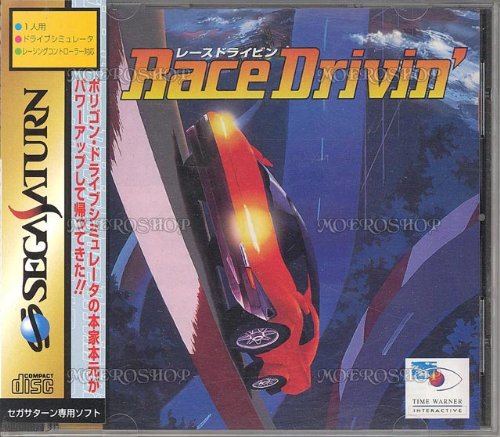 ●1人用
●ドライブシミュレータ
●レーシングコントローラー対応
SEGA SATURN
ポリゴン・ドライブシミュレータの本家本元が
パワーアップして帰ってきた!!
COMPACT
disc
セガサターン専用ソフト
レースドライビン
Race Drivin'
MOEROSHOP
MOEROSHOP
MOEROSHOP
MOEROSHOP
MOEROSHOP
MOEROSHOP
TIME WARNER
INTERACTIVE